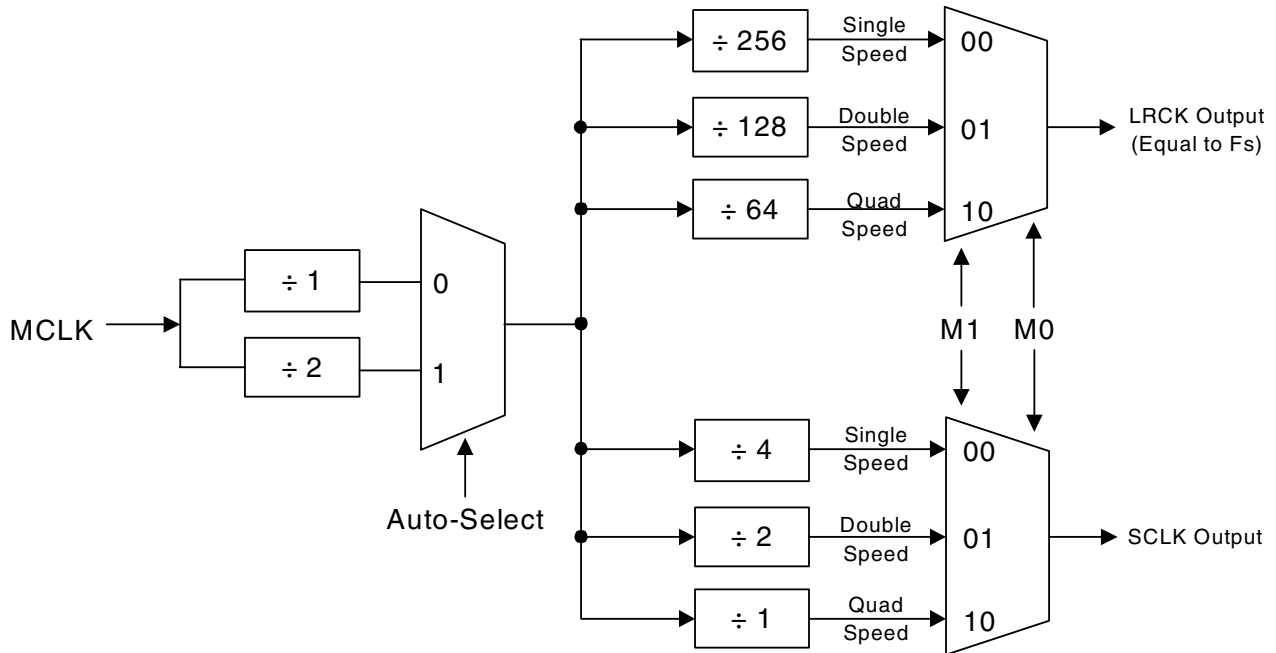 ÷ 256
Single
Speed
00
÷ 128
Double
Speed
01
LRCK Output
(Equal to Fs)
÷ 64
Quad
Speed
10
MCLK
÷ 1
0
÷ 2
1
Auto-Select
M1
M0
÷ 4
Single
Speed
00
÷ 2
Double
Speed
01
SCLK Output
÷ 1
Quad
Speed
10